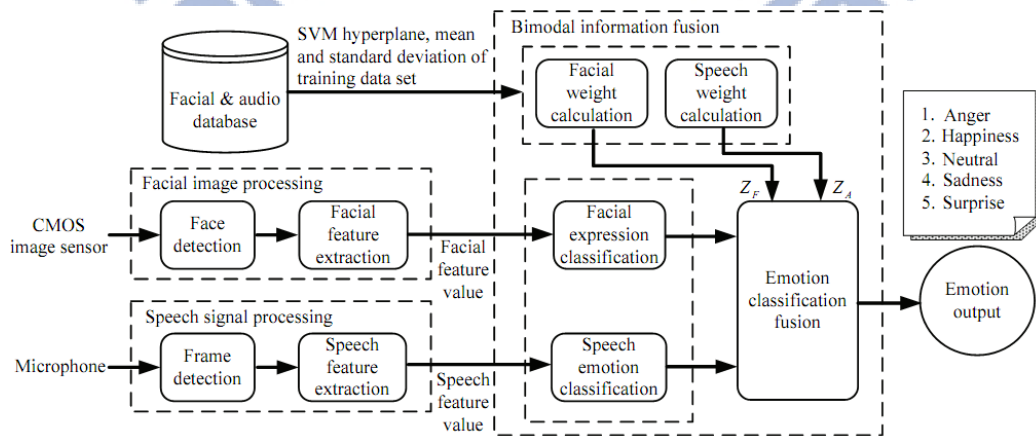 SVM hyperplane, mean
and standard deviation of
training data set
Facial & audio
database
Bimodal information fusion
Facial
weight
calculation
Speech
weight
calculation
1. Anger
2. Happiness
3. Neutral
4. Sadness
5. Surprise
Facial image processing
CMOS
image sensor
Face
detection
Facial
feature
extraction
Facial
feature
value
Facial
expression
classification
Z_F
Z_A
Emotion
classification
fusion
Emotion
output
Speech signal processing
Microphone
Frame
detection
Speech
feature
extraction
Speech
feature
value
Speech
emotion
classification